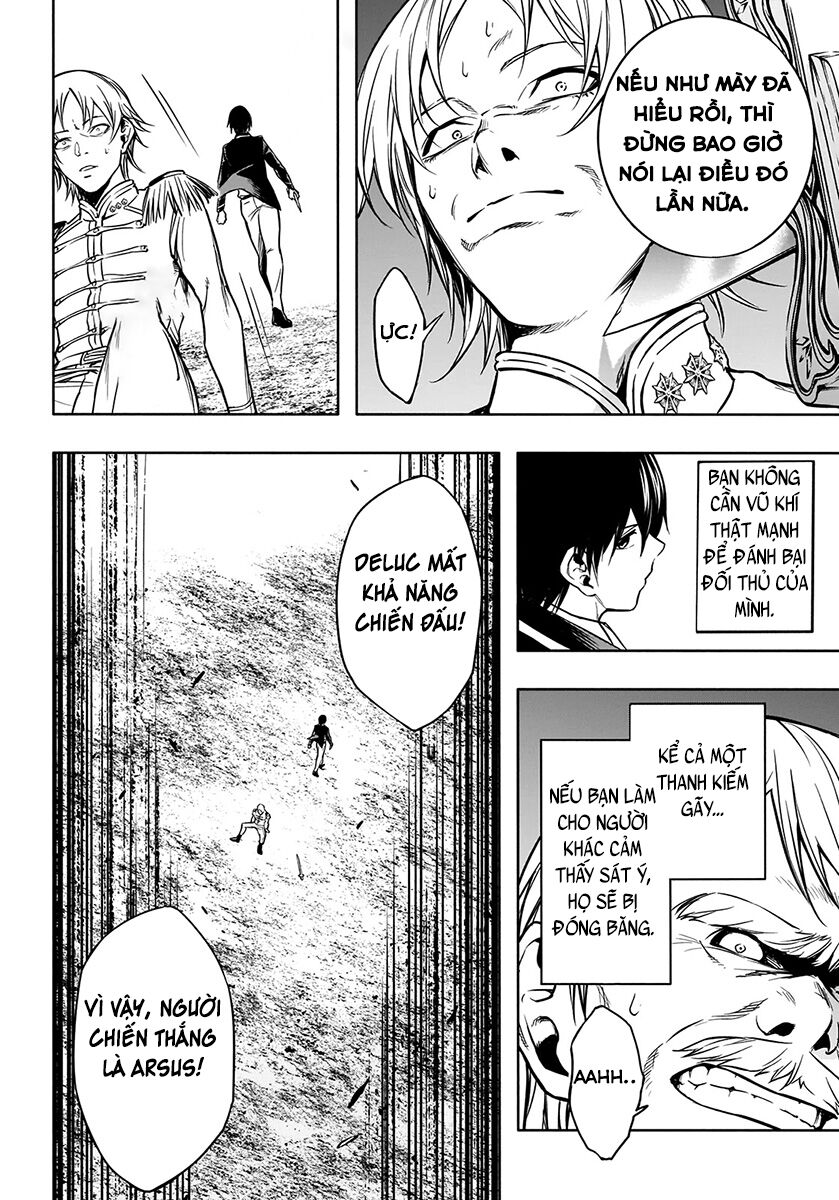 NẾU NHƯ MÀY ĐÃ
HIỂU RỒI, THÌ
ĐỪNG BAO GIỜ
NÓI LẠI ĐIỀU ĐÓ
LẦN NỮA.
ỰC!
BẠN KHÔNG
CẦN VŨ KHÍ
THẬT MẠNH
ĐỂ ĐÁNH BẠI
ĐỐI THỦ CỦA
MÌNH.
KỂ CẢ MỘT
THANH KIẾM
GÃY...
NẾU BẠN LÀM
CHO NGƯỜI
KHÁC CẢM
THẤY SÁT Ý,
HỌ SẼ BỊ
ĐÓNG BĂNG.
AAHH..
DELUC MẤT
KHẢ NĂNG
CHIẾN ĐẤU!
VÌ VẬY, NGƯỜI
CHIẾN THẮNG
LÀ ARSUS!